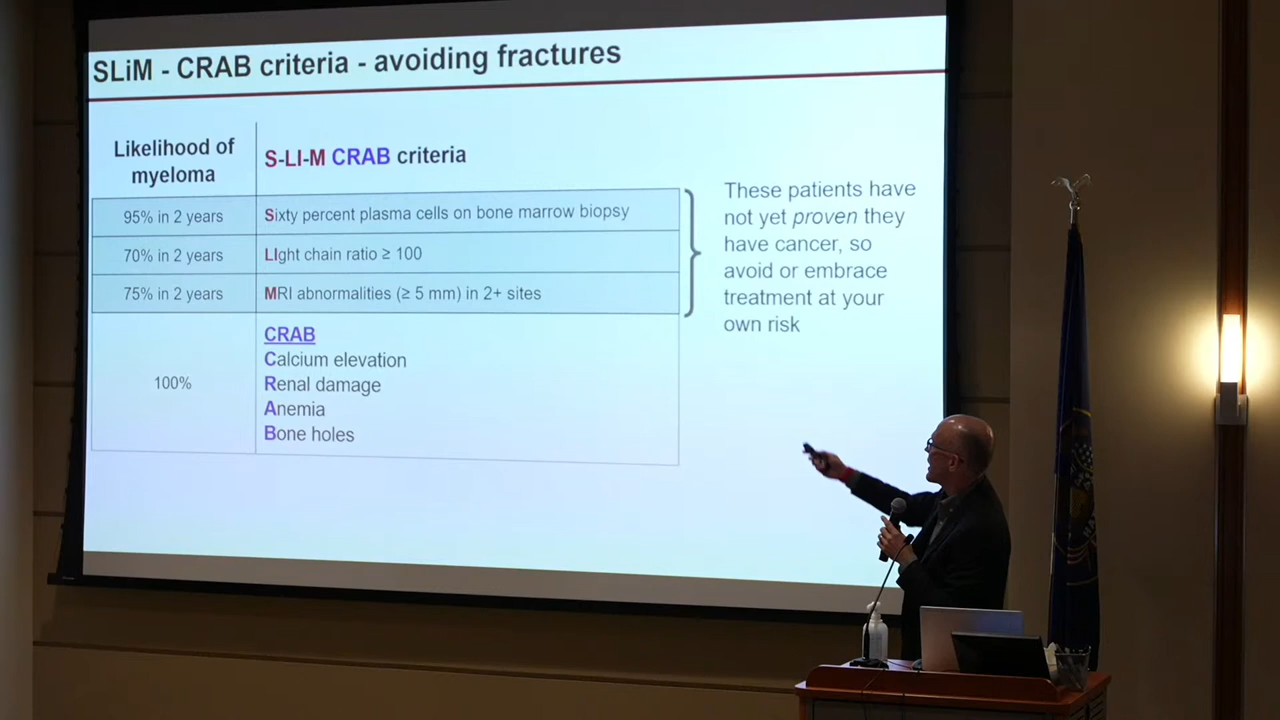 SLiM - CRAB criteria - avoiding fractures
Likelihood of
myeloma
S-LI-M CRAB criteria
95% in 2 years
Sixty percent plasma cells on bone marrow biopsy
70% in 2 years
LIght chain ratio ≥ 100
75% in 2 years
MRI abnormalities (≥ 5 mm) in 2+ sites
100%
CRAB
Calcium elevation
Renal damage
Anemia
Bone holes
These patients have
not yet proven they
have cancer, so
avoid or embrace
treatment at your
own risk